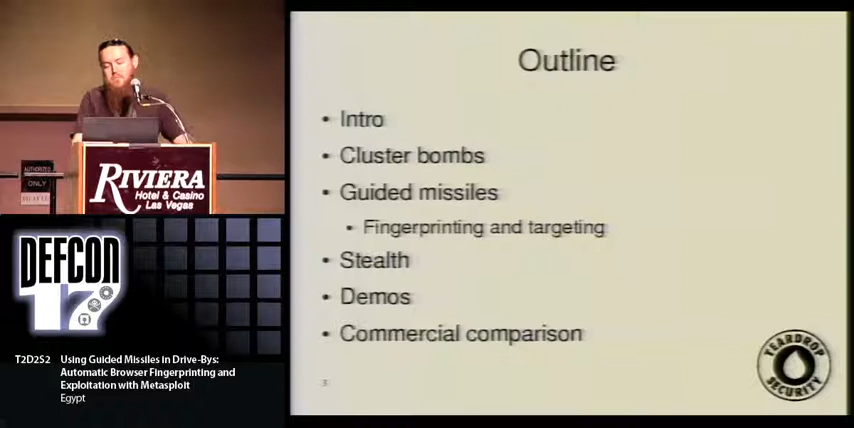 Outline
• Intro
• Cluster bombs
• Guided missiles
• Fingerprinting and targeting
• Stealth
• Demos
• Commercial comparison
3
TEARDROP
SECURITY
AUTHORIZED
ONLY
RIVIERA
Hotel & Casino
Las Vegas
DEFCON
17
T2D2S2 Using Guided Missiles in Drive-Bys:
Automatic Browser Fingerprinting and
Exploitation with Metasploit
Egypt